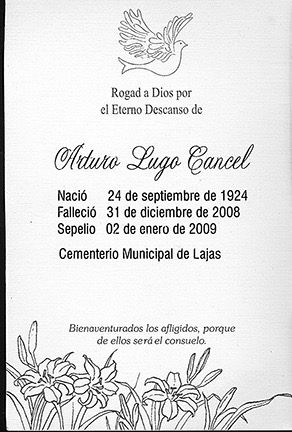 Rogad a Dios por
el Eterno Descanso de
Arturo Lugo Cancel
Nació 24 de septiembre de 1924
Falleció 31 de diciembre de 2008
Sepelio 02 de enero de 2009
Cementerio Municipal de Lajas
Bienaventurados los afligidos, porque
de ellos será el consuelo.